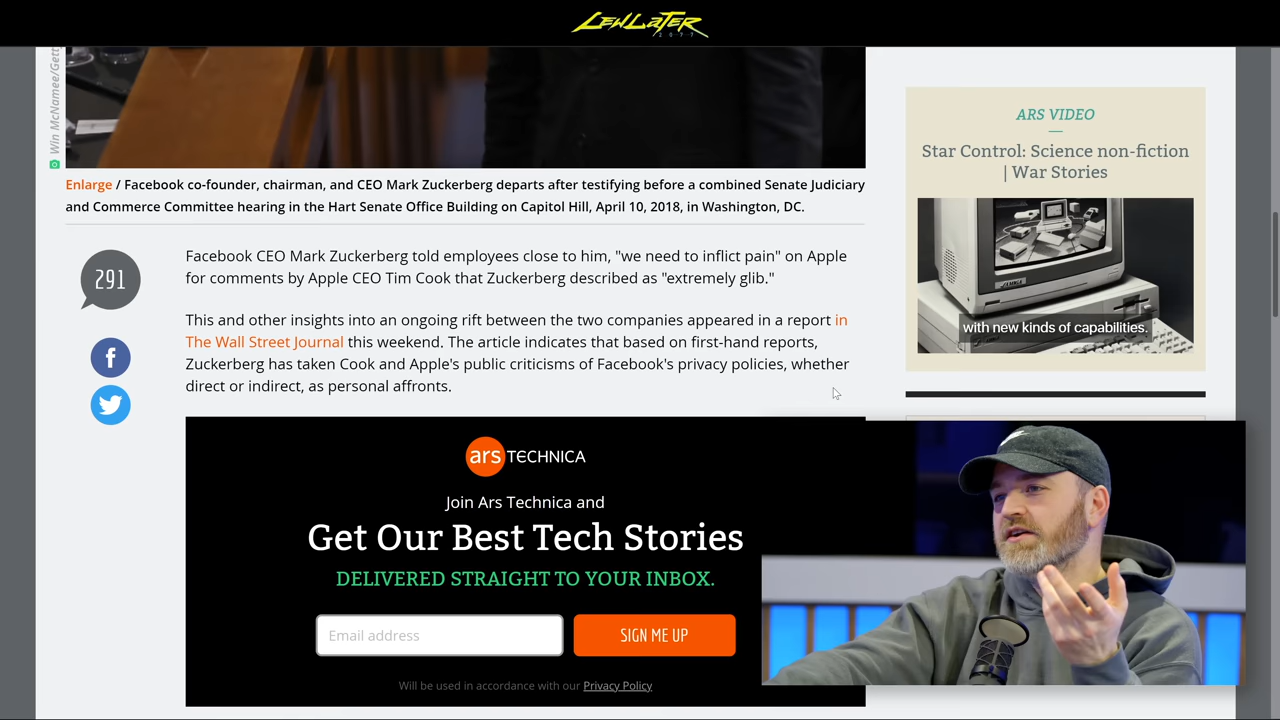 LEWLATER
2077
Win McNamee/Gett
Enlarge / Facebook co-founder, chairman, and CEO Mark Zuckerberg departs after testifying before a combined Senate Judiciary
and Commerce Committee hearing in the Hart Senate Office Building on Capitol Hill, April 10, 2018, in Washington, DC.
291
Facebook CEO Mark Zuckerberg told employees close to him, "we need to inflict pain" on Apple
for comments by Apple CEO Tim Cook that Zuckerberg described as "extremely glib."
This and other insights into an ongoing rift between the two companies appeared in a report in
The Wall Street Journal this weekend. The article indicates that based on first-hand reports,
Zuckerberg has taken Cook and Apple's public criticisms of Facebook's privacy policies, whether
direct or indirect, as personal affronts.
ars TECHNICA
Join Ars Technica and
Get Our Best Tech Stories
DELIVERED STRAIGHT TO YOUR INBOX.
Email address
SIGN ME UP
Will be used in accordance with our Privacy Policy
ARS VIDEO
Star Control: Science non-fiction
| War Stories
AMIGA
with new kinds of capabilities.